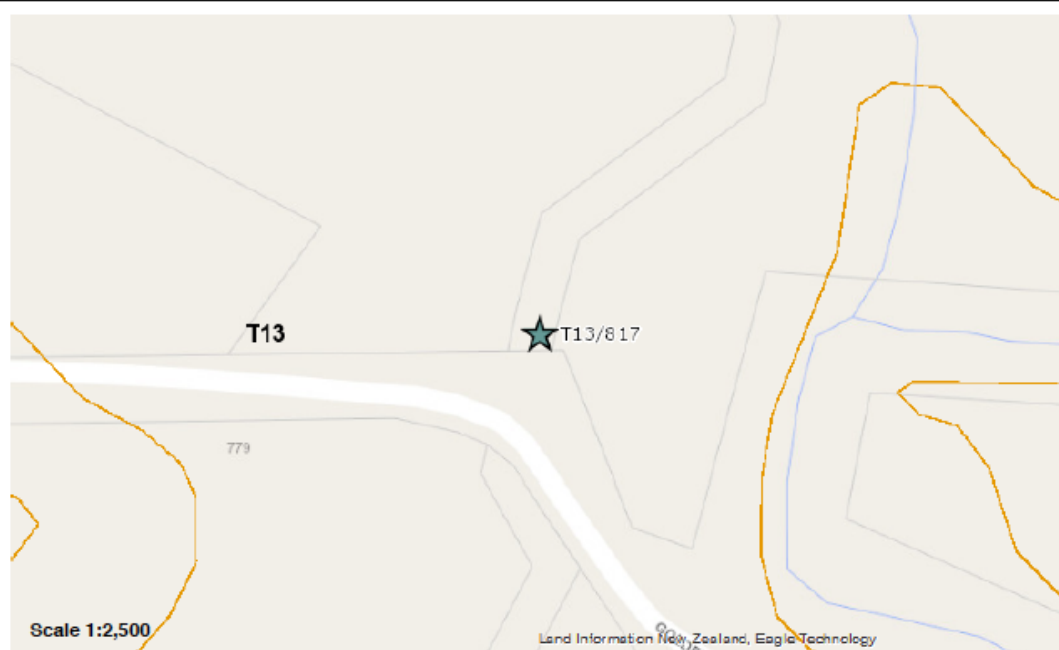 T13
T13/817
779
Scale 1:2,500
Land Information New Zealand, Eagle Technology